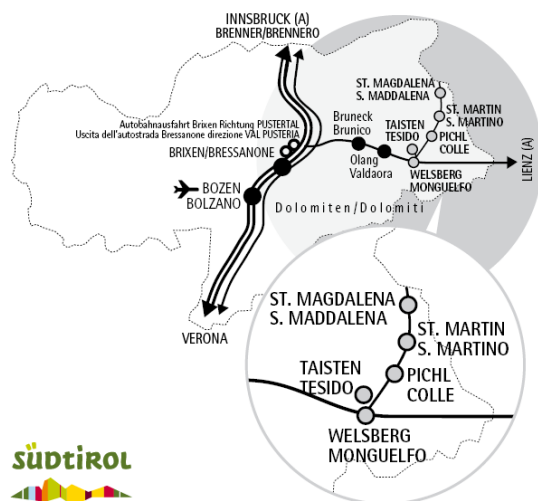 INNSBRUCK (A)
BRENNER/BRENNERO
ST. MAGDALENA
S. MADDALENA
Autobahnausfahrt Brixen Richtung PUSTERTAL
Uscita dell'autostrada Bressanone direzione VAL PUSTERIA
BRIXEN/BRESSANONE
Bruneck
Brunico
TAISTEN
TESIDO
ST. MARTIN
S. MARTINO
PICHL
COLLE
Olang
Valdaora
WELSBERG
MONGUELFO
LIENZ (A)
BOZEN
BOLZANO
Dolomiten/Dolomiti
VERONA
ST. MAGDALENA
S. MADDALENA
ST. MARTIN
S. MARTINO
TAISTEN
TESIDO
PICHL
COLLE
WELSBERG
MONGUELFO
SÜDTIROL